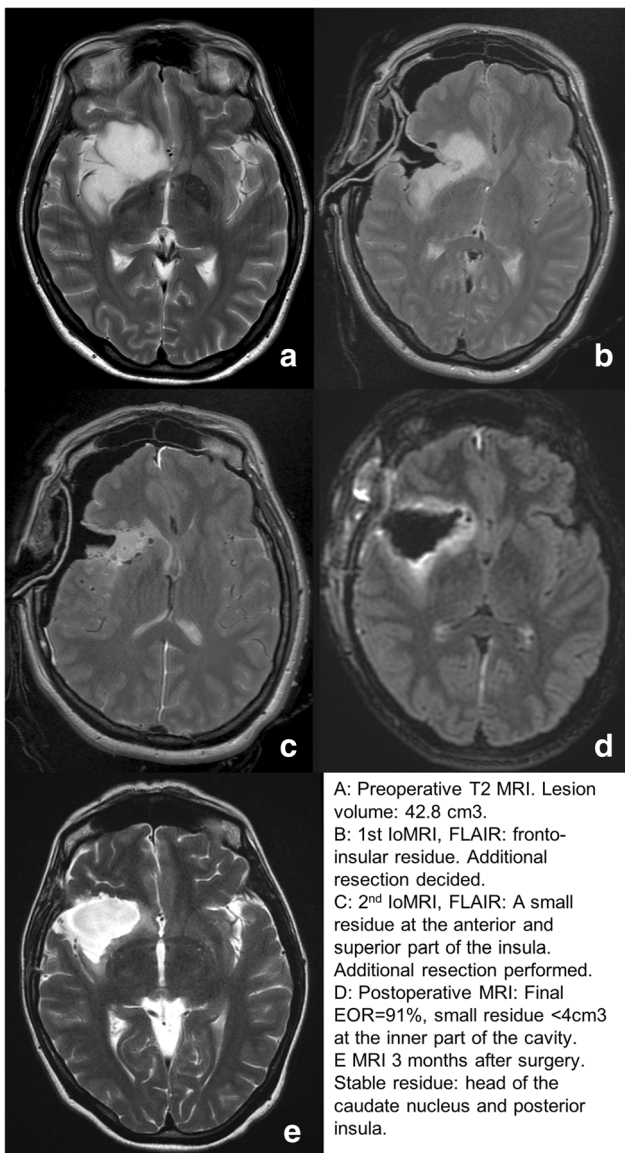 a
b
c
d
e
A: Preoperative T2 MRI. Lesion
volume: 42.8 cm3.
B: 1st IoMRI, FLAIR: fronto-
insular residue. Additional
resection decided.
C: 2nd IoMRI, FLAIR: A small
residue at the anterior and
superior part of the insula.
Additional resection performed.
D: Postoperative MRI: Final
EOR=91%, small residue <4cm3
at the inner part of the cavity.
E MRI 3 months after surgery.
Stable residue: head of the
caudate nucleus and posterior
insula.